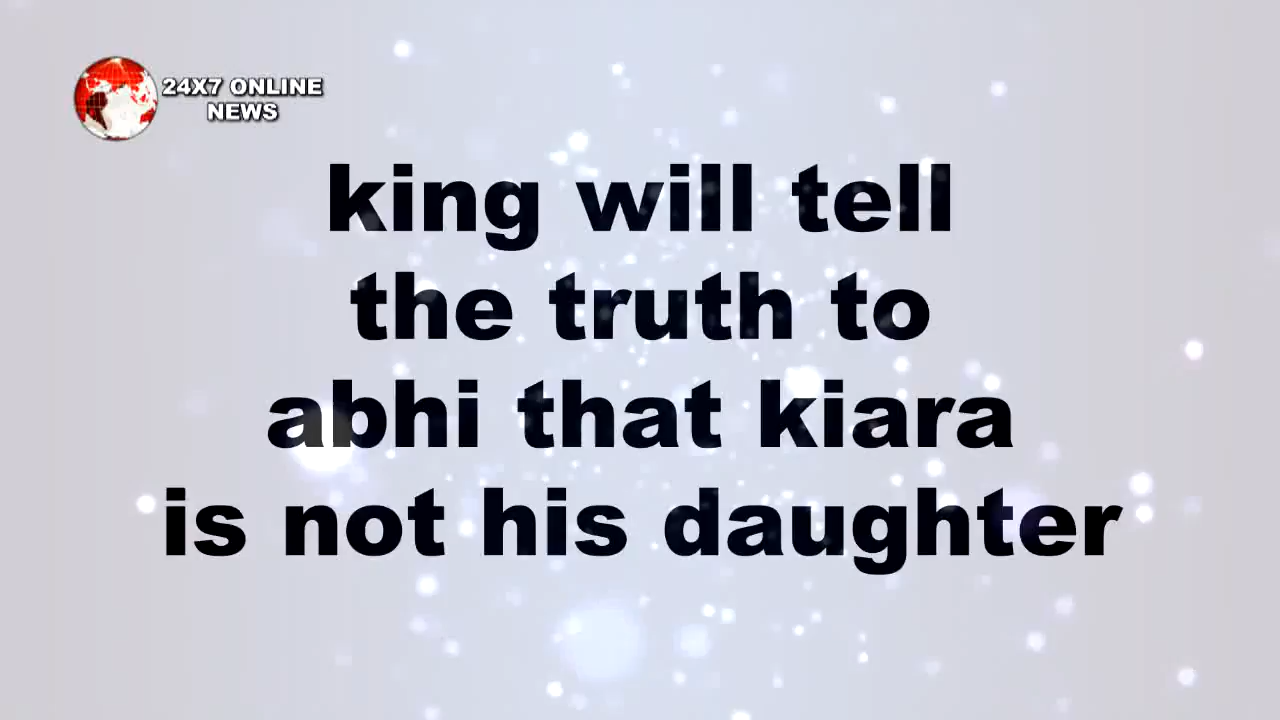 24X7 ONLINE
NEWS
king will tell
the truth to
abhi that kiara
is not his daughter